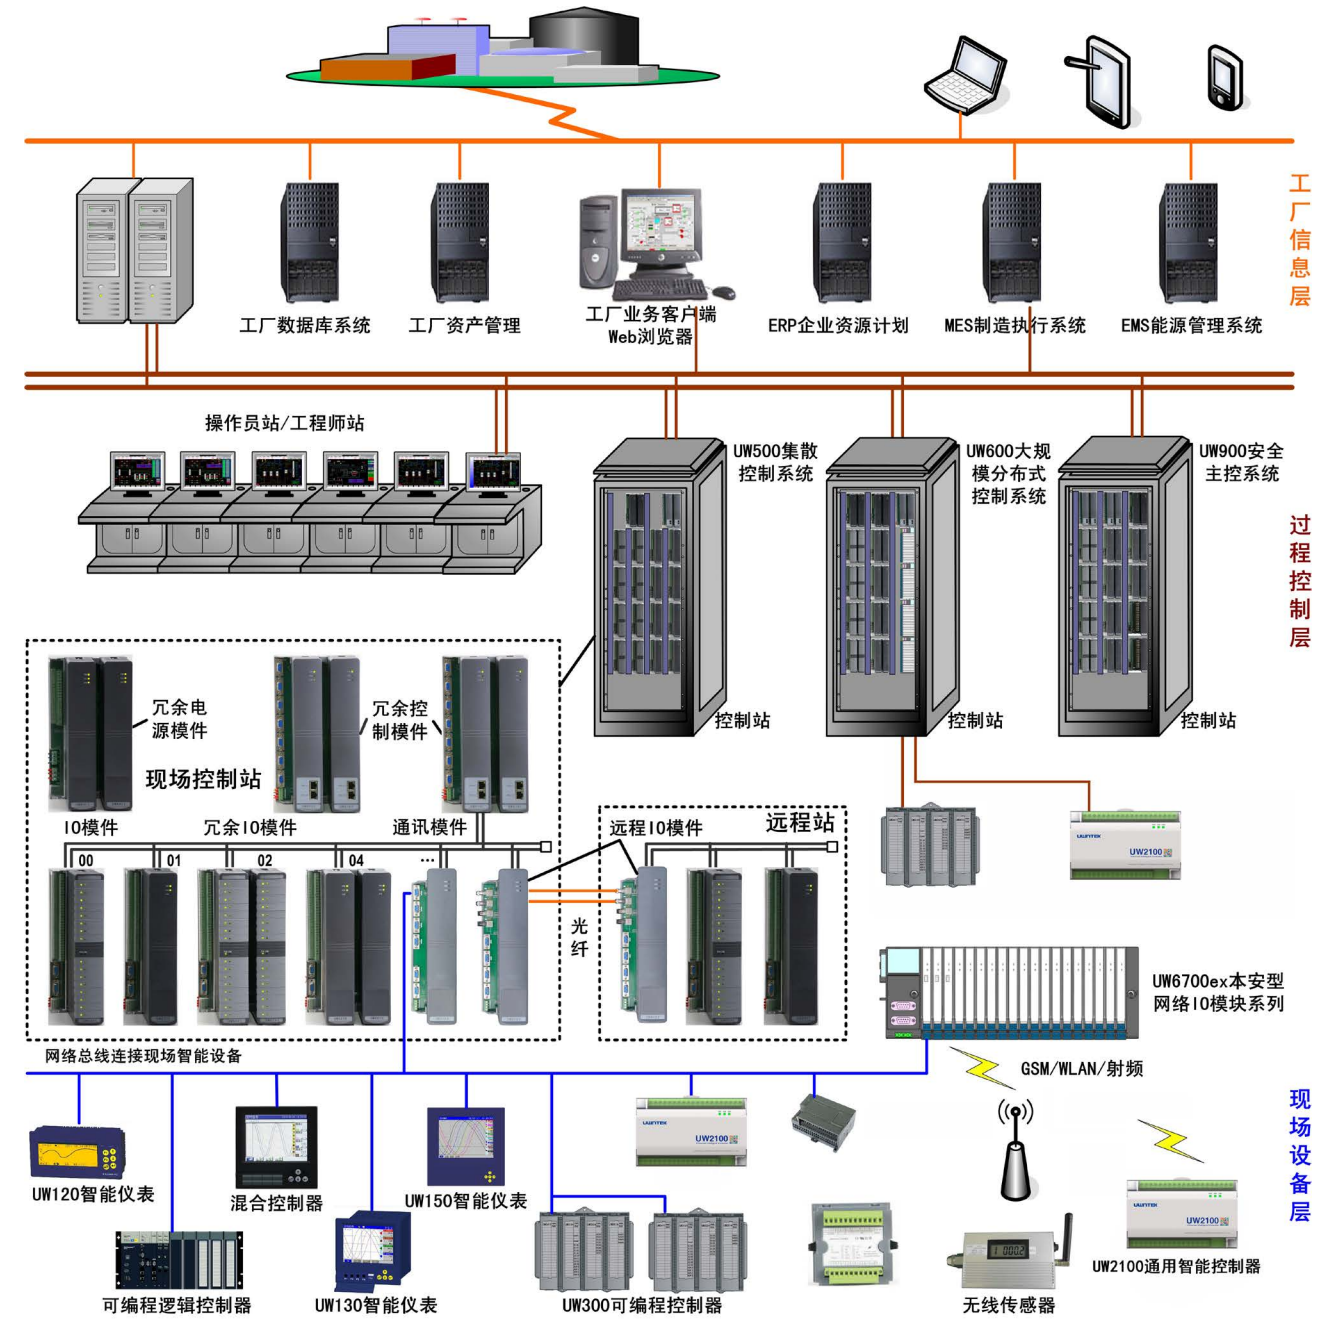 工厂信息层
工厂数据库系统
工厂资产管理
工厂业务客户端
Web浏览器
ERP企业资源计划
MES制造执行系统
EMS能源管理系统
操作员站/工程师站
UW500集散
控制系统
UW600大规
模分布式
控制系统
UW900安全
主控系统
过程控制层
控制站
控制站
控制站
冗余电
源模件
冗余控
制模件
现场控制站
IO模件
冗余IO模件
通讯模件
远程IO模件
远程站
00
01
02
04
...
光
纤
UWNTEK
UW2100
UW6700ex本安型
网络IO模块系列
网络总线连接现场智能设备
GSM/WLAN/射频
现场设备层
UWNTEK
UW2100
UW120智能仪表
混合控制器
UW150智能仪表
UWNTEK
UW2100
UW2100通用智能控制器
可编程逻辑控制器
UW130智能仪表
UW300可编程控制器
无线传感器